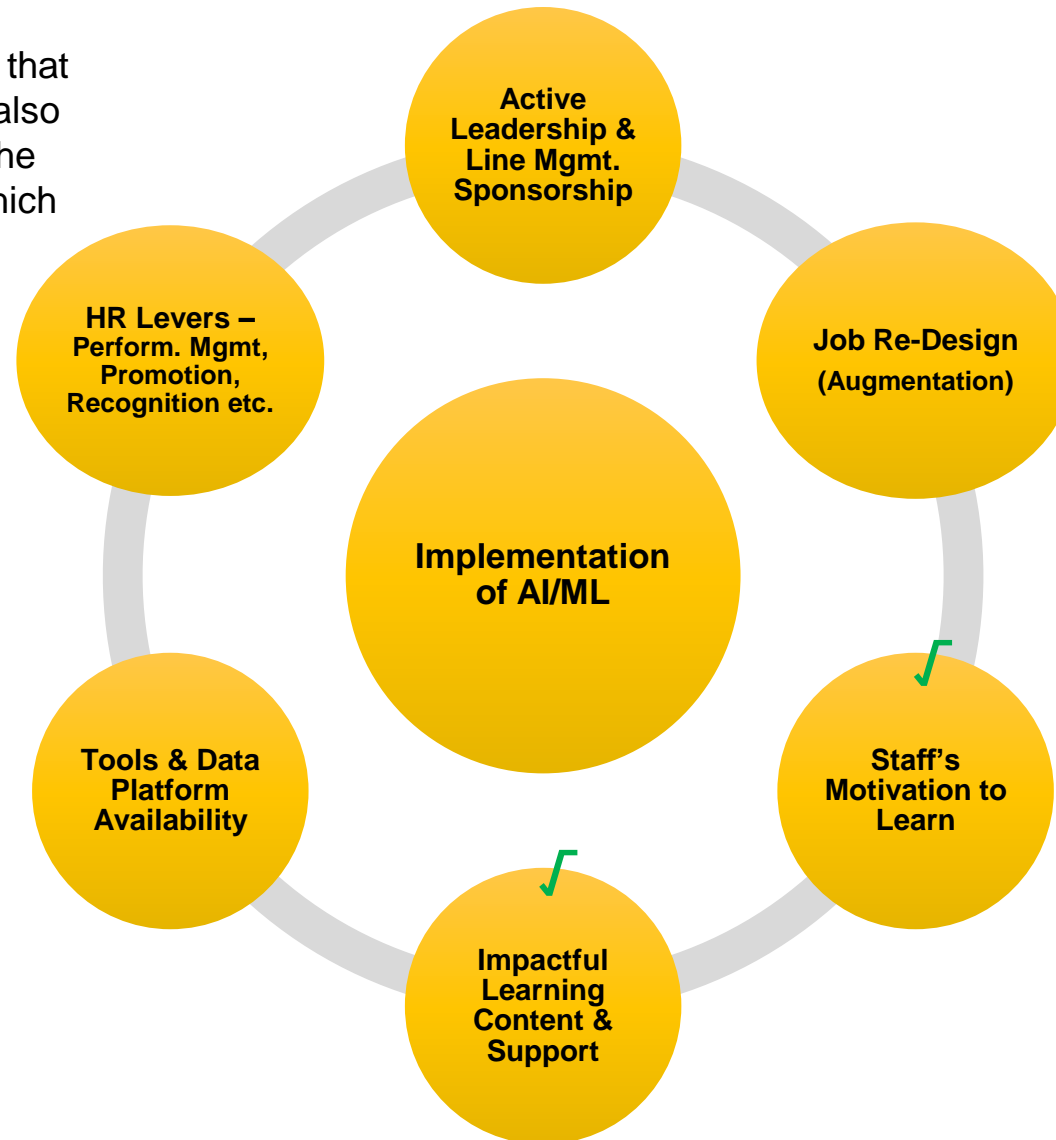 that
also
he
hich
Active
Leadership &
Line Mgmt.
Sponsorship
HR Levers –
Perform. Mgmt,
Promotion,
Recognition etc.
Job Re-Design
(Augmentation)
Implementation
of AI/ML
Tools & Data
Platform
Availability
√
Staff’s
Motivation to
Learn
√
Impactful
Learning
Content &
Support